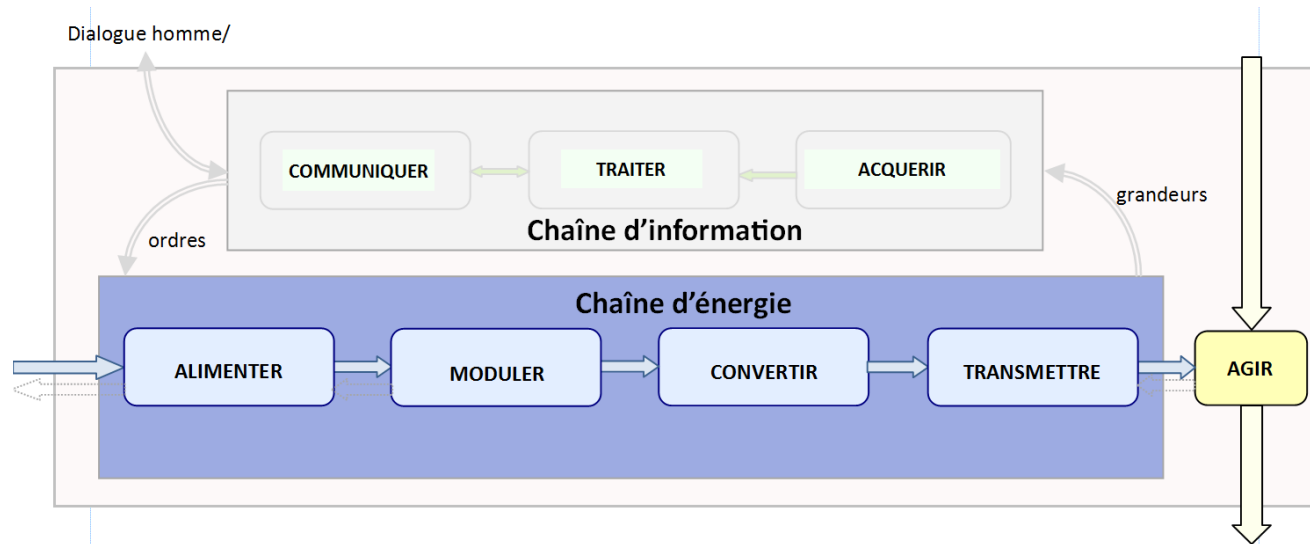 Dialogue homme/
COMMUNIQUER
TRAITER
ACQUERIR
grandeurs
Chaîne d'information
ordres
Chaîne d'énergie
ALIMENTER
MODULER
CONVERTIR
TRANSMETTRE
AGIR